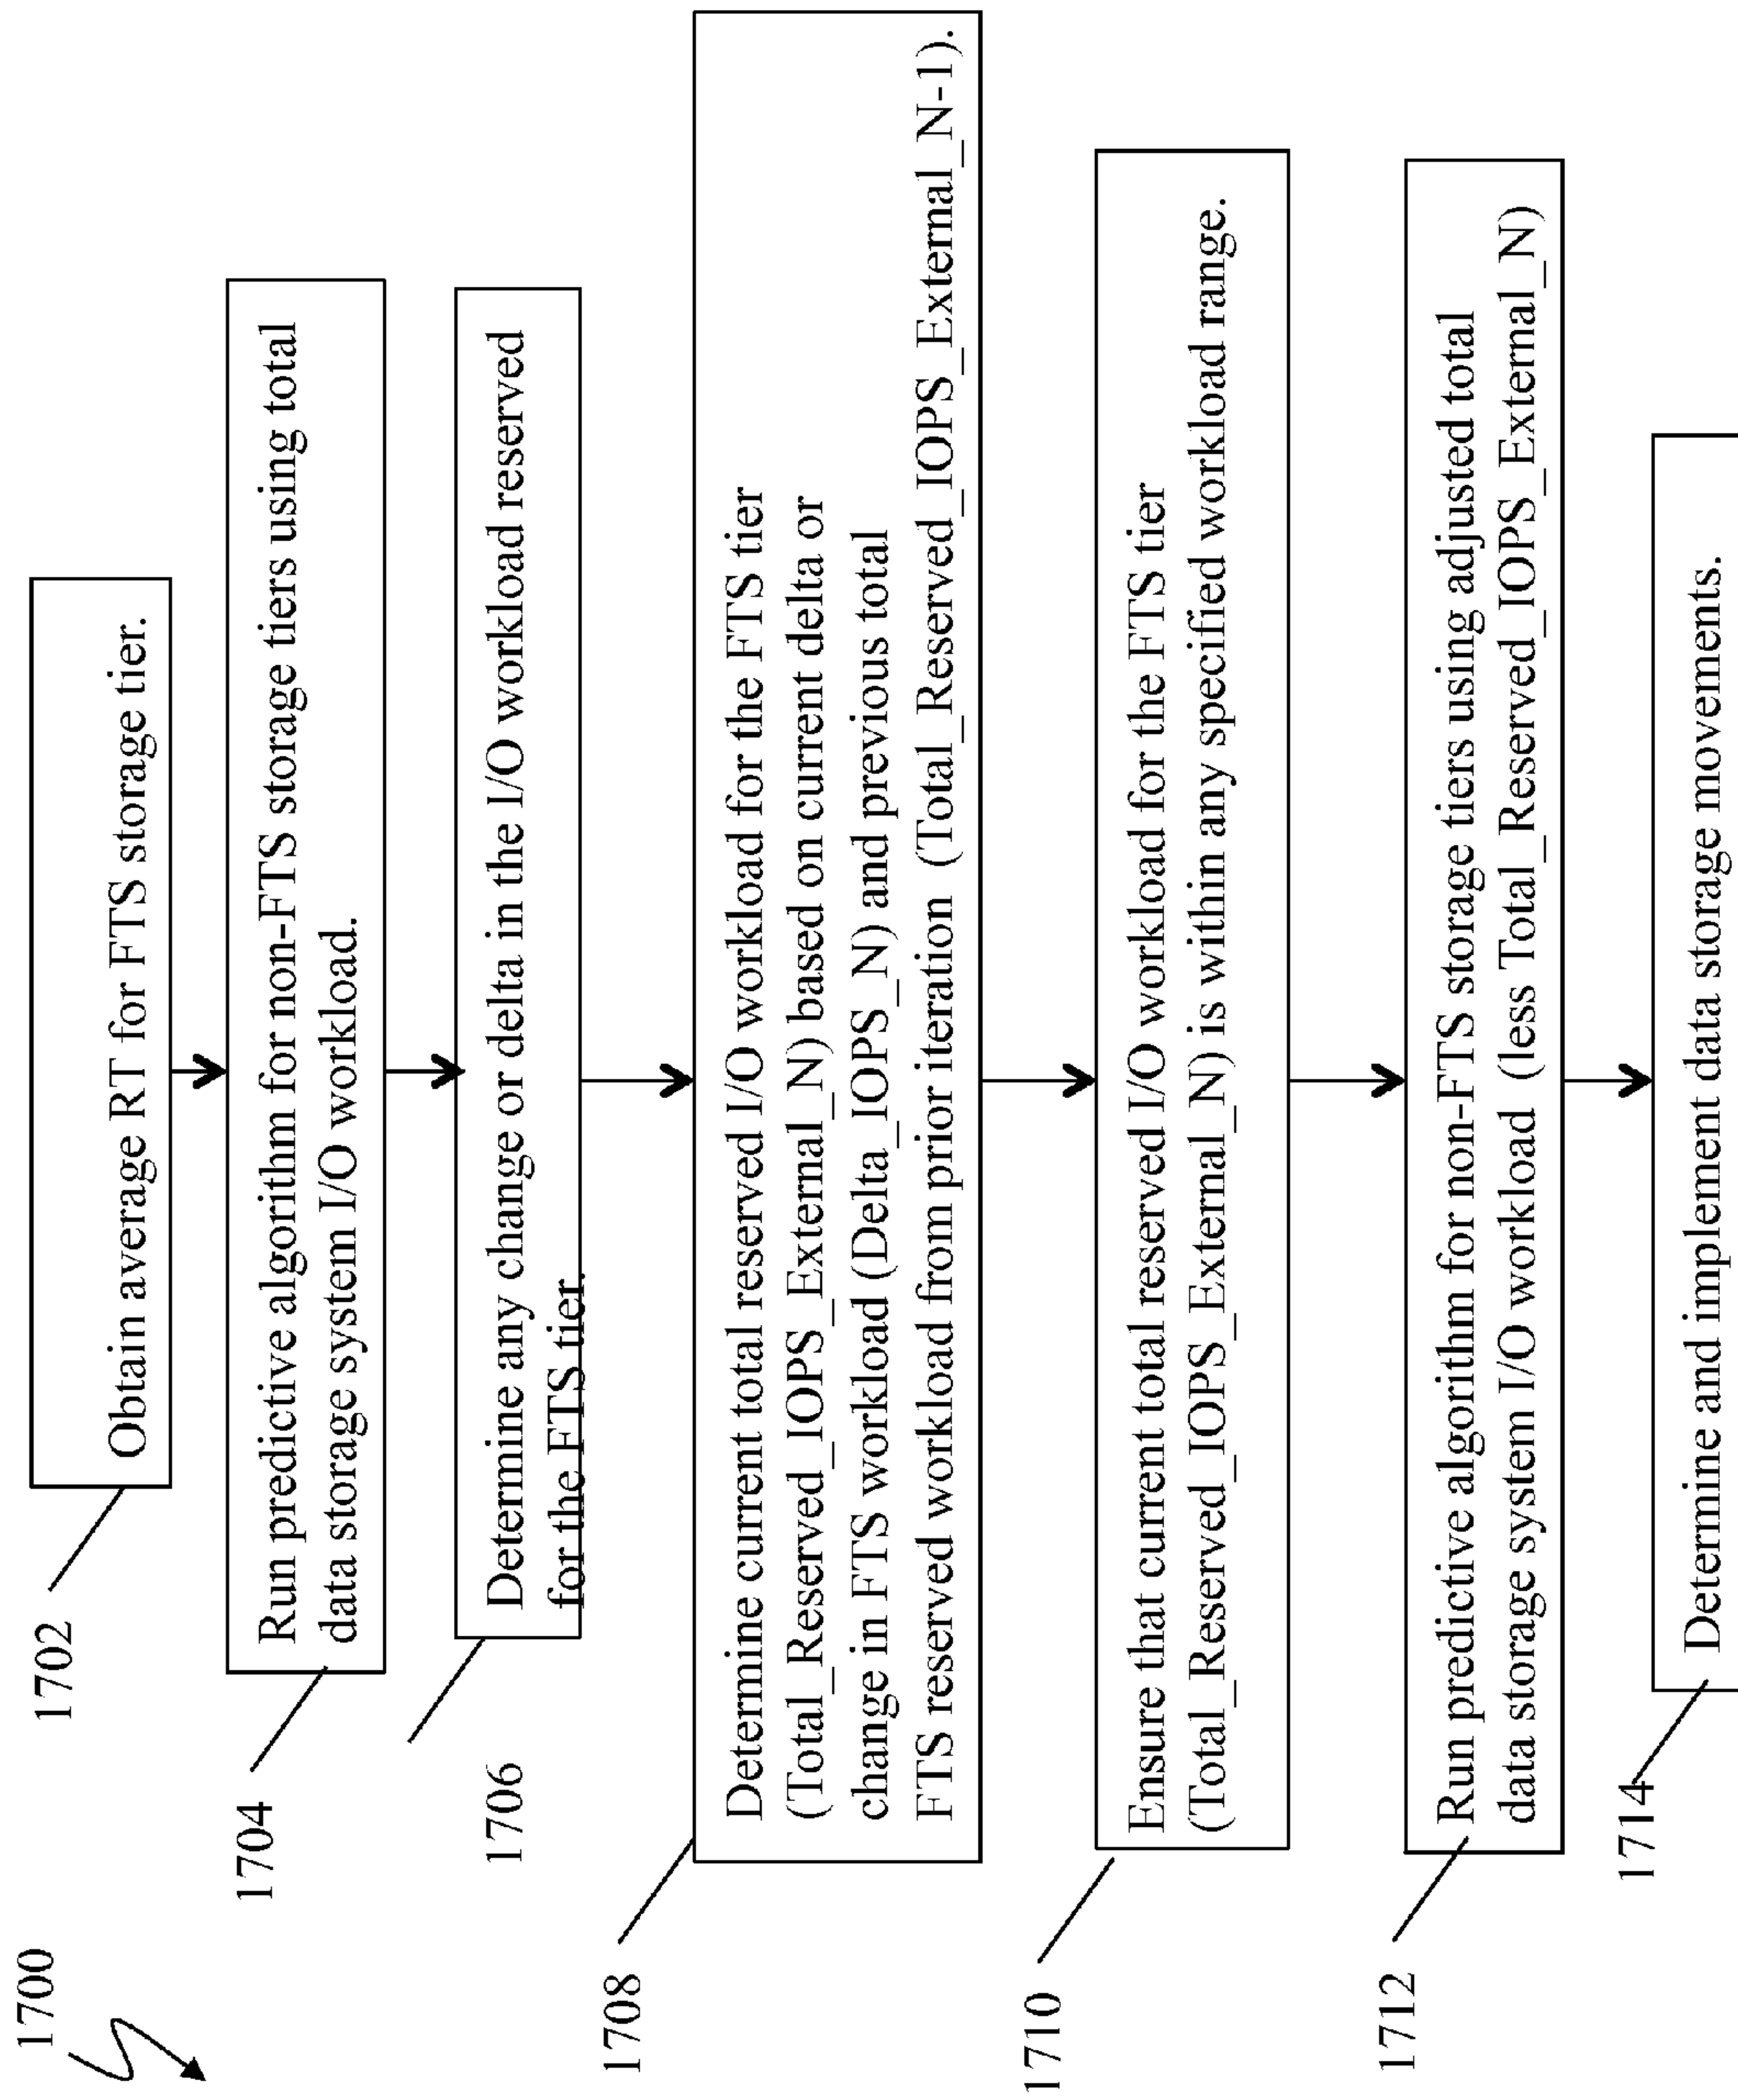 1700
1702
Obtain average RT for FTS storage tier.
1704
Run predictive algorithm for non-FTS storage tiers using total
data storage system I/O workload.
1706
Determine any change or delta in the I/O workload reserved
for the FTS tier.
1708
Determine current total reserved I/O workload for the FTS tier
(Total_Reserved_IOPS_External_N) based on current delta or
change in FTS workload (Delta_IOPS_N) and previous total
FTS reserved workload from prior iteration (Total_Reserved_IOPS_External_N-1).
1710
Ensure that current total reserved I/O workload for the FTS tier
(Total_Reserved_IOPS_External_N) is within any specified workload range.
1712
Run predictive algorithm for non-FTS storage tiers using adjusted total
data storage system I/O workload (less Total_Reserved_IOPS_External_N)
1714
Determine and implement data storage movements.